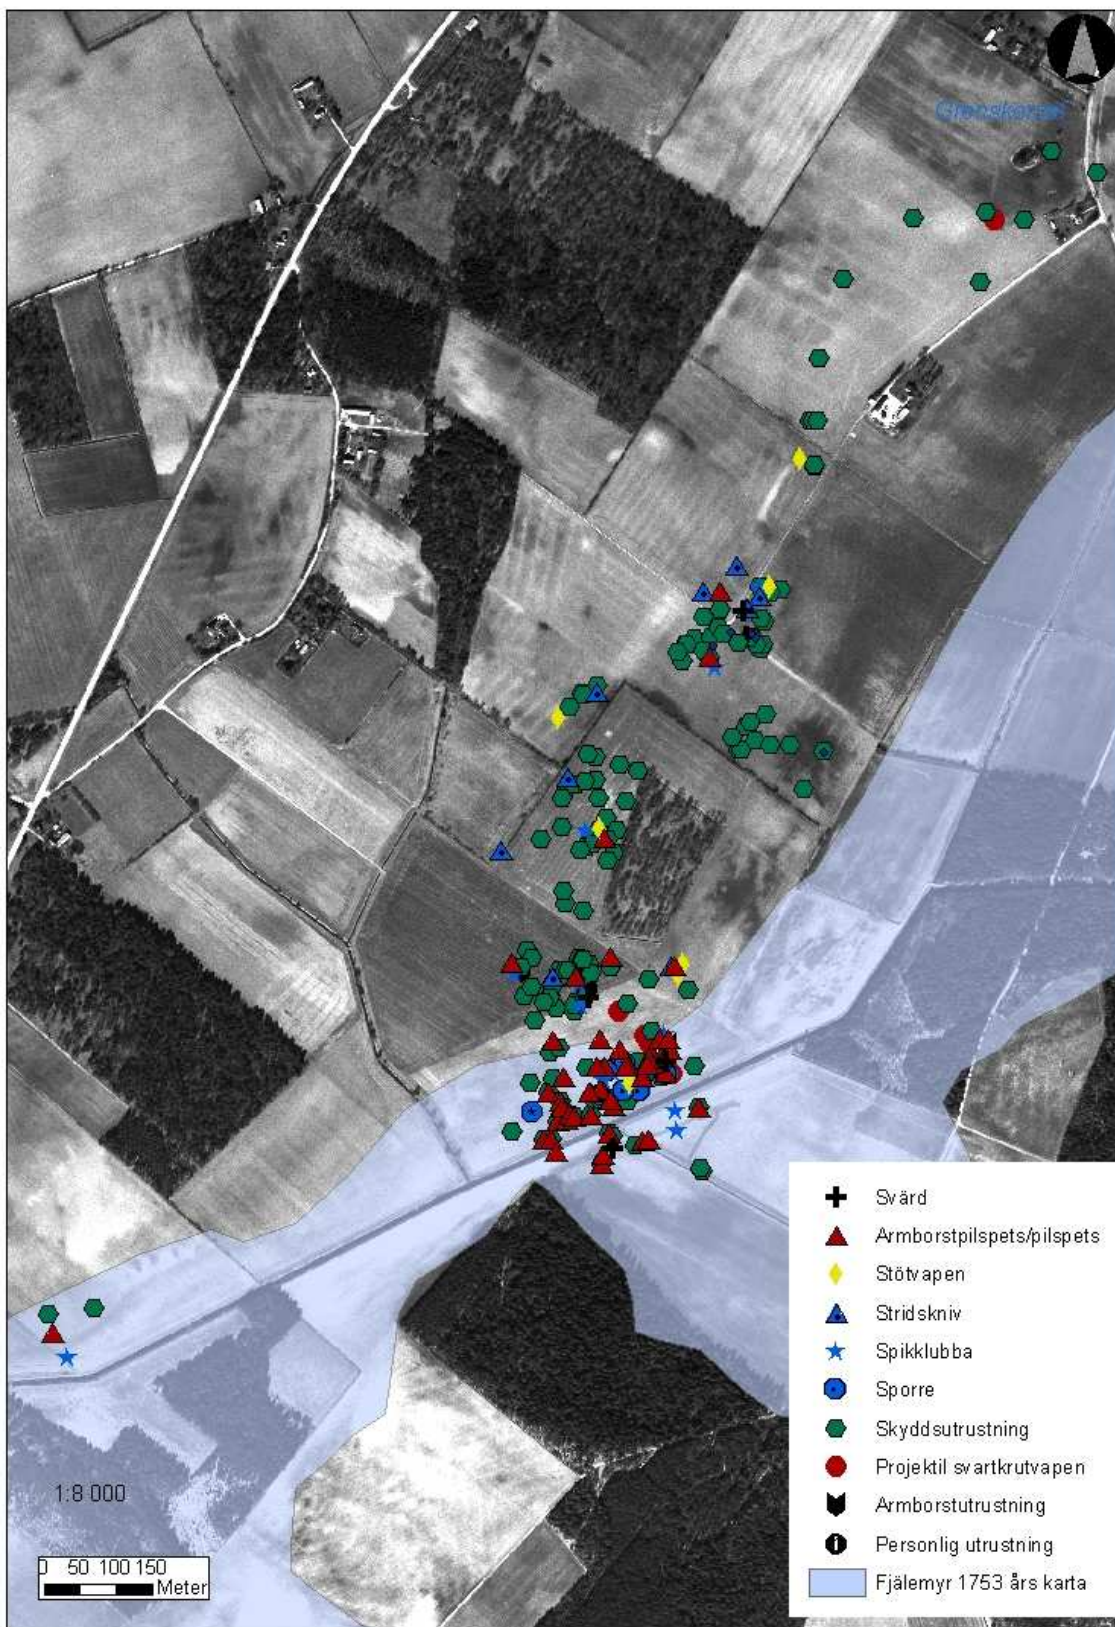 Grenskorset
Svärd
Armborstpilspets/pilspets
Stötvapen
Stridskniv
Spikklubba
Sporre
Skyddsutrustning
Projektil svartkrutvapen
Armborstutrustning
Personlig utrustning
Fjälemyr 1753 års karta
1:8 000
0 50 100 150
Meter